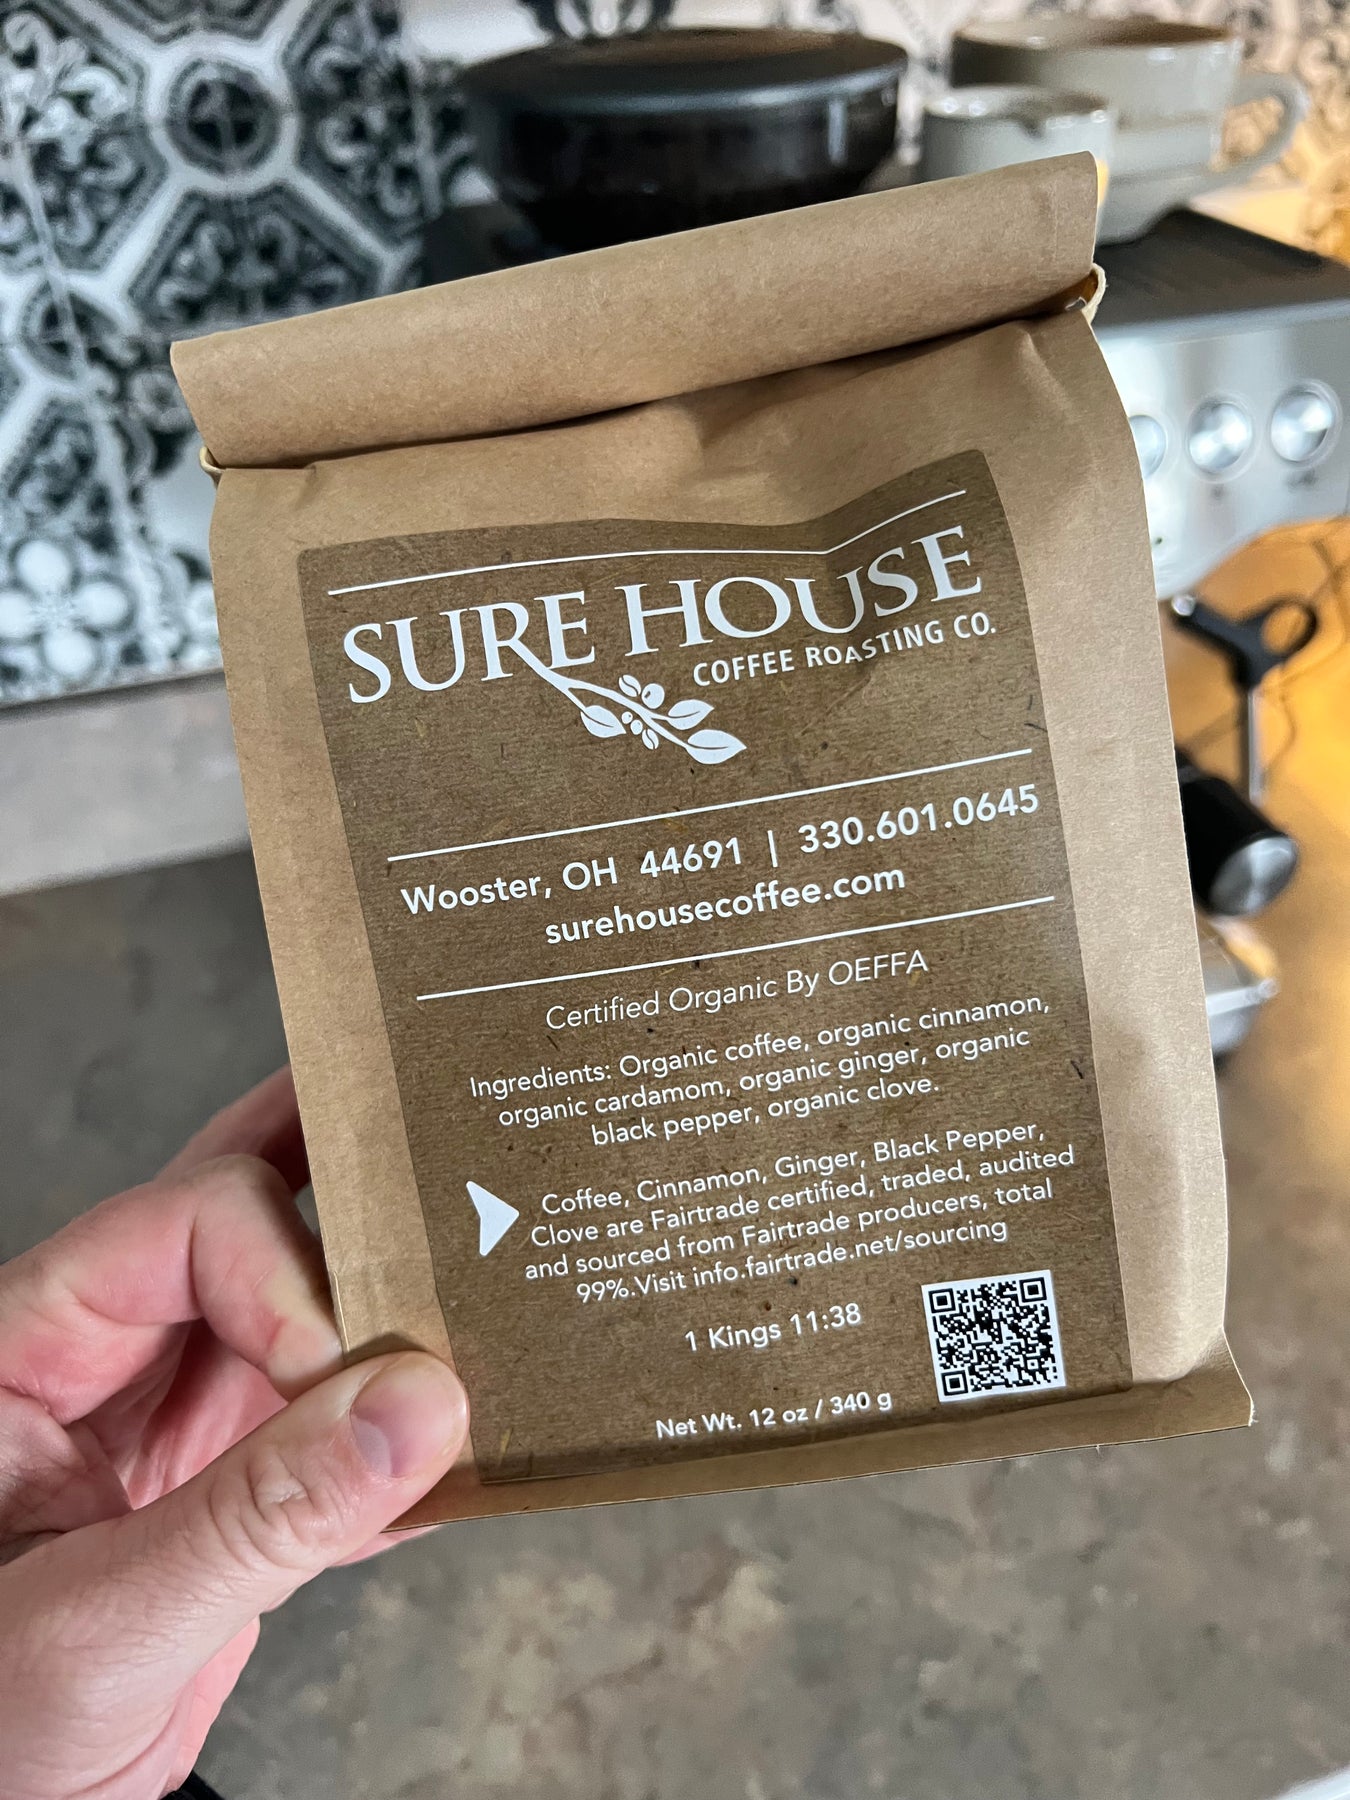 SURE HOUSE
COFFEE ROASTING CO.
Wooster, OH 44691 | 330.601.0645
surehousecoffee.com
Certified Organic By OEFFA
Ingredients: Organic coffee, organic cinnamon,
organic cardamom, organic ginger, organic
black pepper, organic clove.
Coffee, Cinnamon, Ginger, Black Pepper,
Clove are Fairtrade certified, traded, audited
and sourced from Fairtrade producers, total
99%.Visit info.fairtrade.net/sourcing
1 Kings 11:38
Net Wt. 12 oz / 340 g